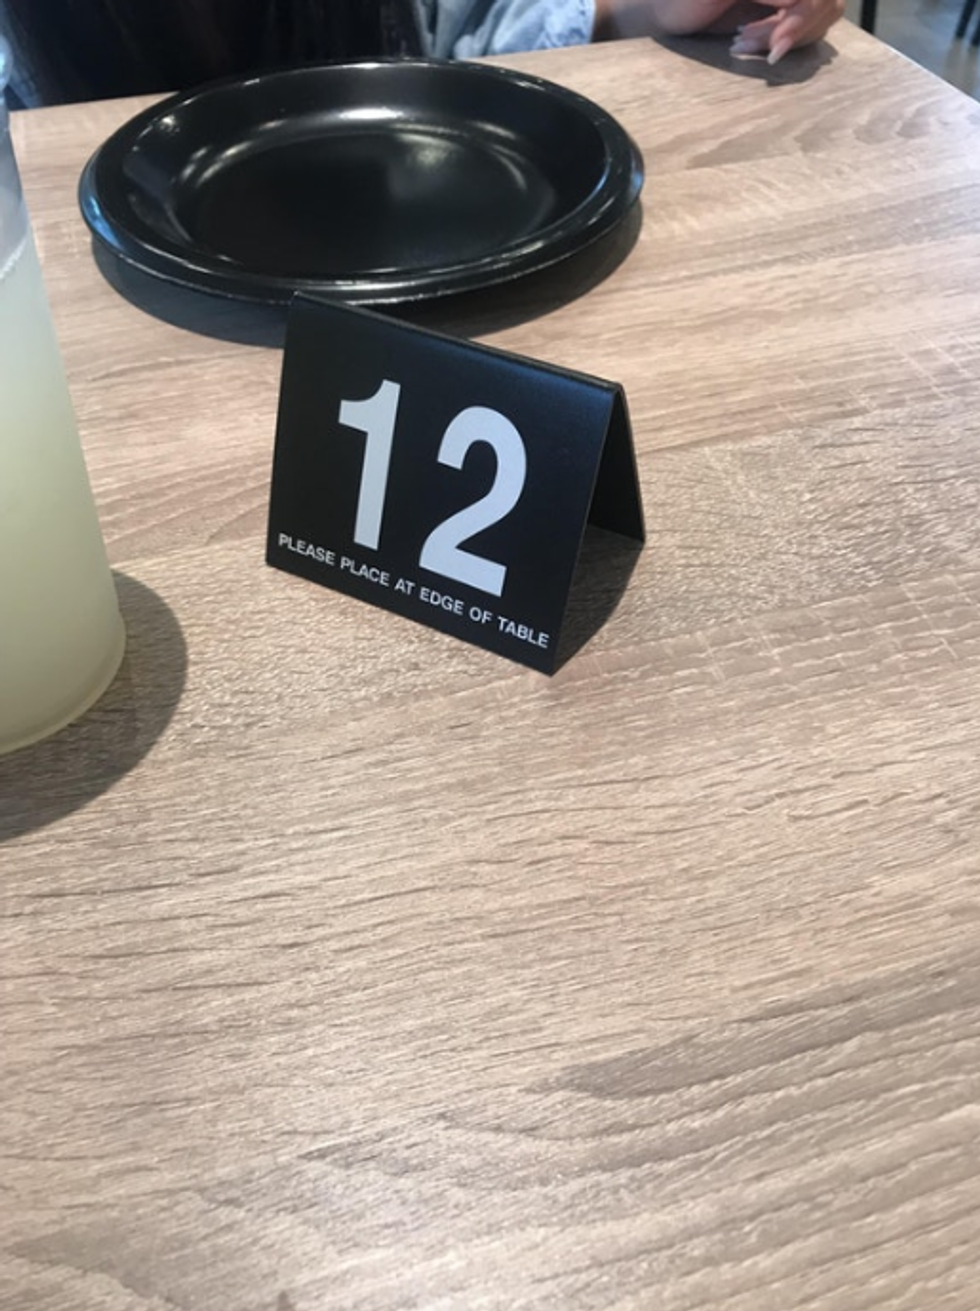 12
PLEASE PLACE AT EDGE OF TABLE